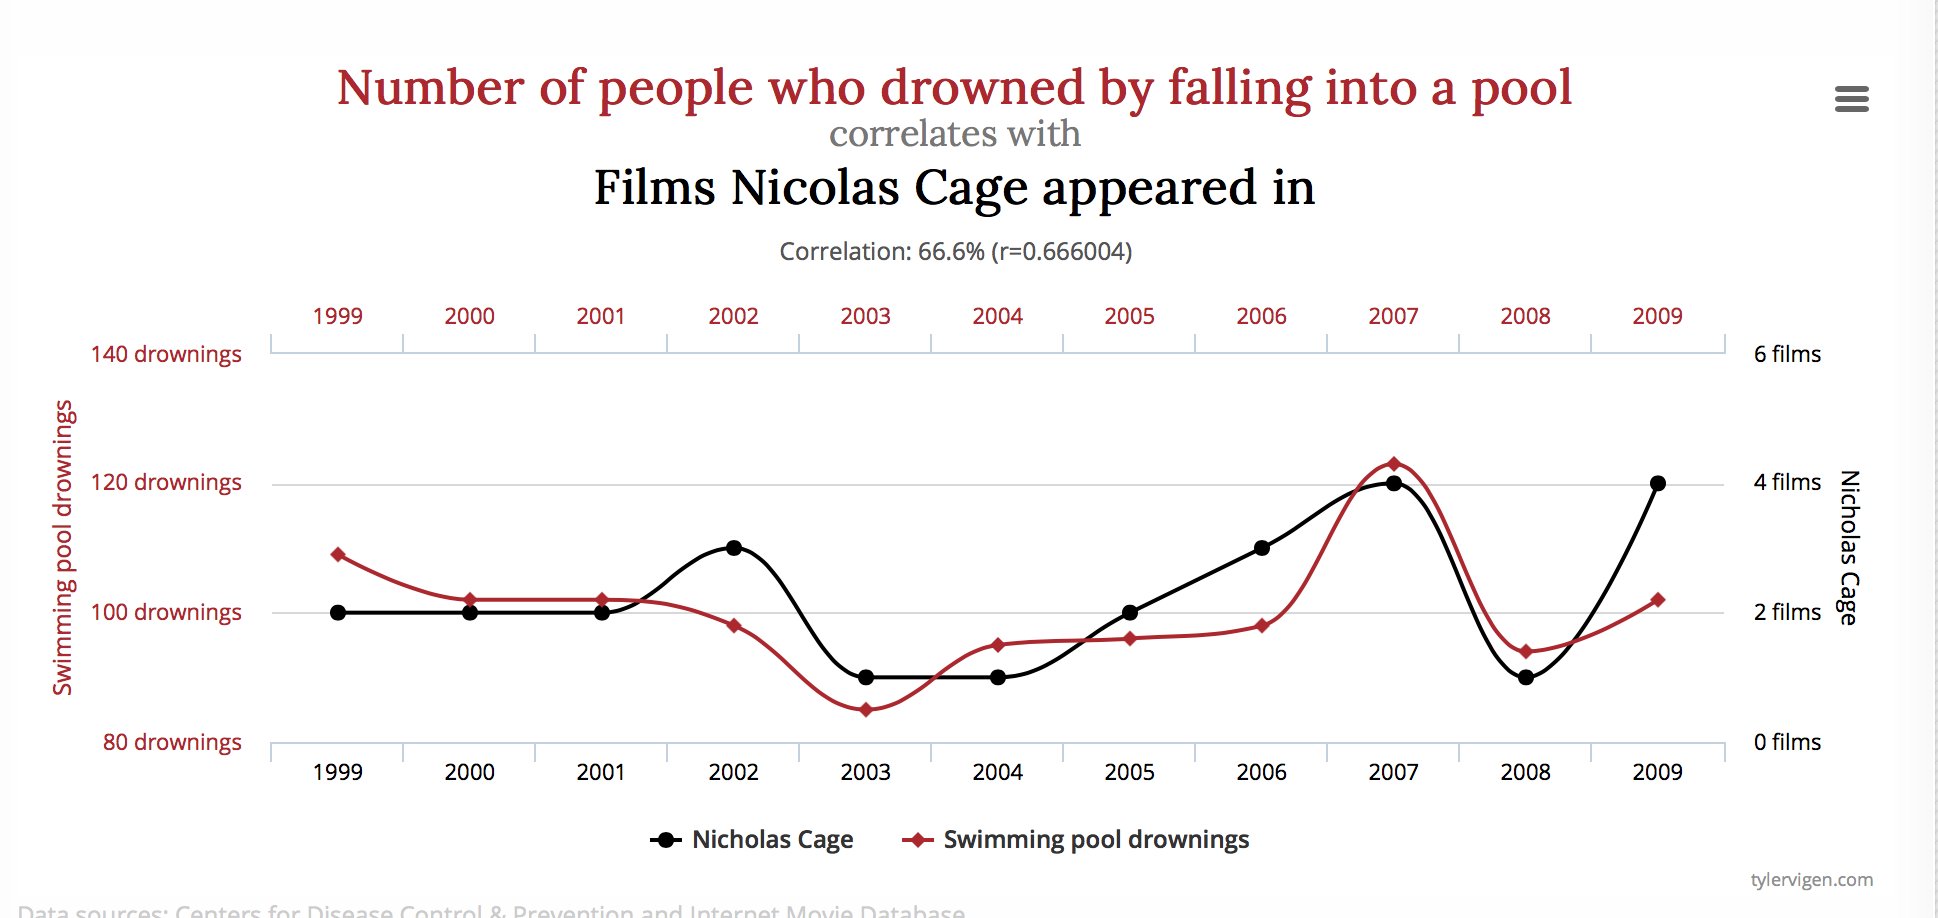 Number of people who drowned by falling into a pool
correlates with
Films Nicolas Cage appeared in
Correlation: 66.6% (r=0.666004)
1999 2000 2001 2002 2003 2004 2005 2006 2007 2008 2009
140 drownings
6 films
Swimming pool drownings
120 drownings
4 films
Nicholas Cage
100 drownings
2 films
80 drownings
0 films
1999 2000 2001 2002 2003 2004 2005 2006 2007 2008 2009
Nicholas Cage
Swimming pool drownings
tylervigen.com
Data sources: Centers for Disease Control & Prevention and Internet Movie Database